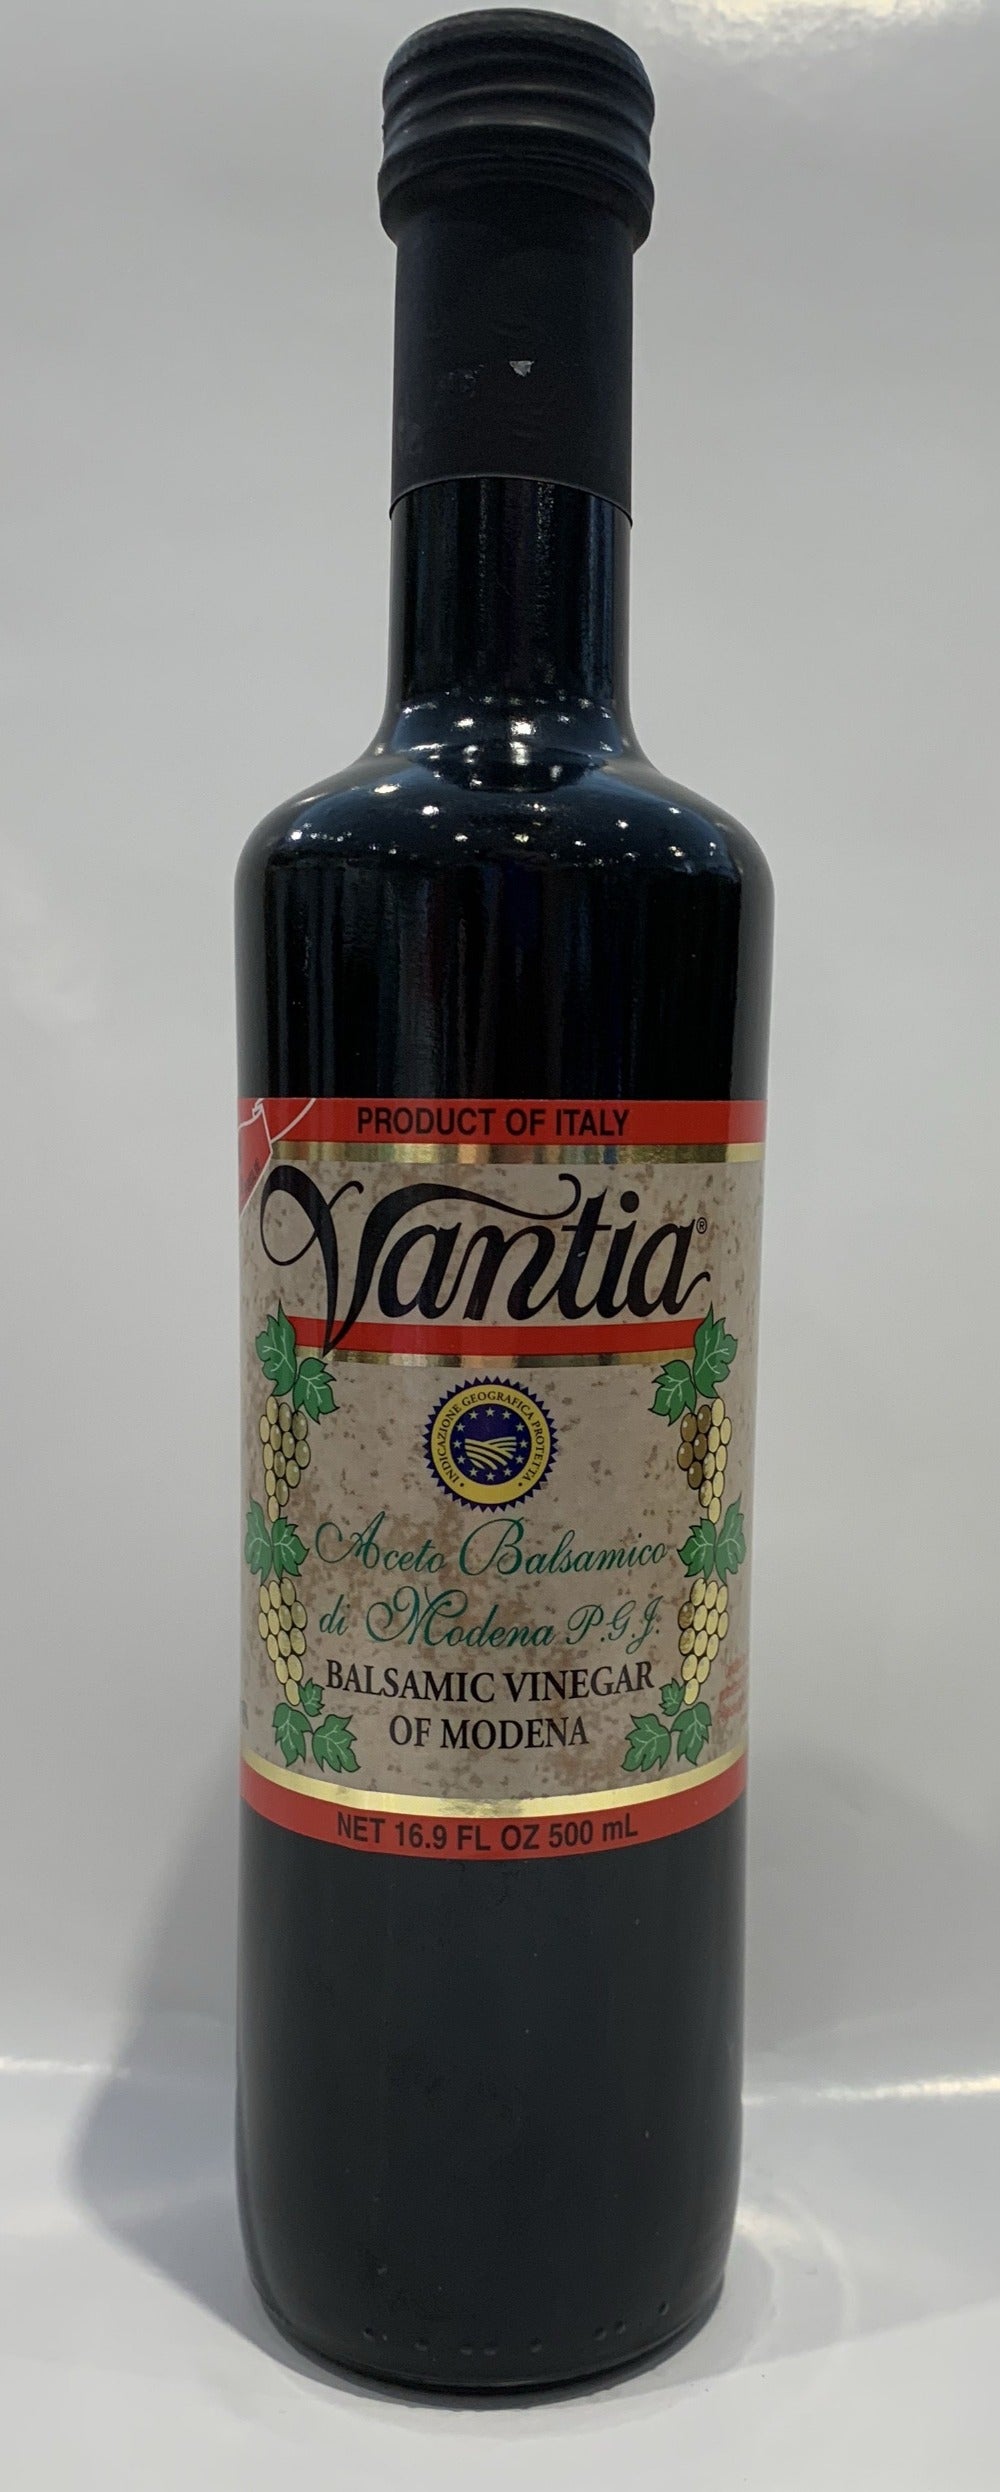 PRODUCT OF ITALY
Vantia®
INDICAZIONE GEOGRAFICA PROTETTA
Aceto Balsamico
di Modena P.G.I.
BALSAMIC VINEGAR
OF MODENA
NET 16.9 FL OZ 500 mL